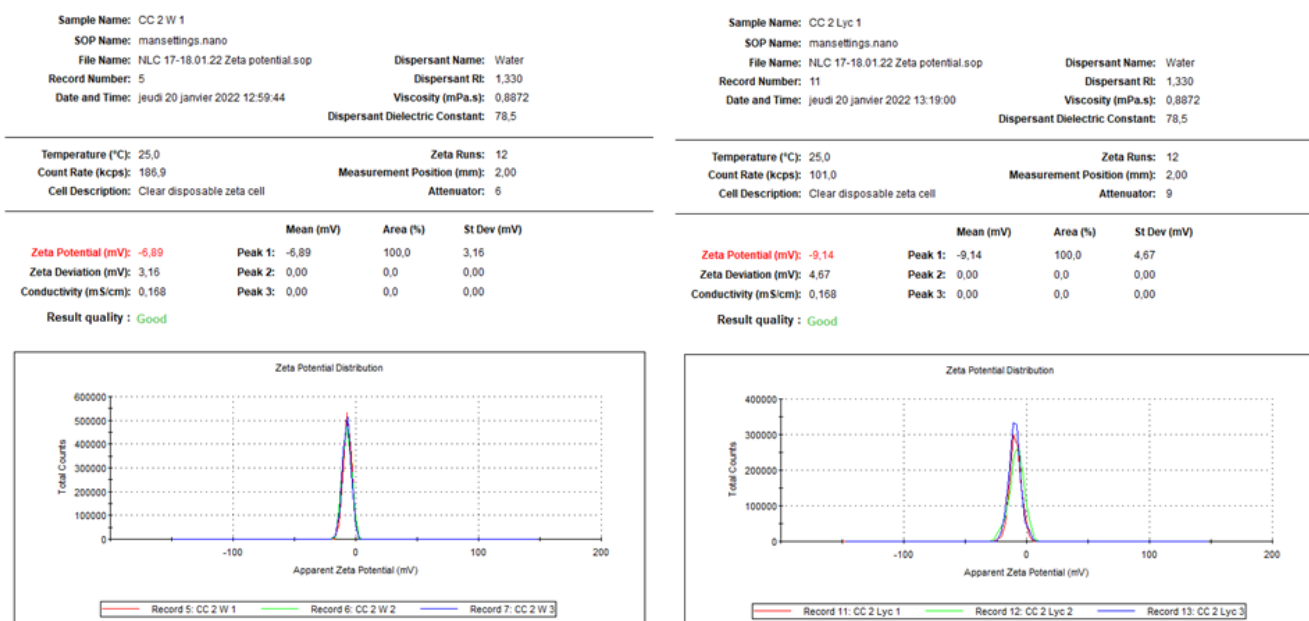 Sample Name: CC 2 W 1
SOP Name: mansettings.nano
File Name: NLC 17-18.01.22 Zeta potential.sop Dispersant Name: Water
Record Number: 5 Dispersant RI: 1,330
Date and Time: jeudi 20 janvier 2022 12:59:44 Viscosity (mPa.s): 0,8872
Dispersant Dielectric Constant: 78,5
Temperature (°C): 25,0 Zeta Runs: 12
Count Rate (kcps): 186,9 Measurement Position (mm): 2,00
Cell Description: Clear disposable zeta cell Attenuator: 6
Mean (mV) Area (%) St Dev (mV)
Zeta Potential (mV): -6,89 Peak 1: -6,89 100,0 3,16
Zeta Deviation (mV): 3,16 Peak 2: 0,00 0,0 0,00
Conductivity (mS/cm): 0,168 Peak 3: 0,00 0,0 0,00
Result quality : Good
Zeta Potential Distribution
600000
500000
400000
300000
200000
100000
0
Total Counts
-100 0 100 200
Apparent Zeta Potential (mV)
Record 5: CC 2 W 1 Record 6: CC 2 W 2 Record 7: CC 2 W 3
Sample Name: CC 2 Lyc 1
SOP Name: mansettings.nano
File Name: NLC 17-18.01.22 Zeta potential.sop Dispersant Name: Water
Record Number: 11 Dispersant RI: 1,330
Date and Time: jeudi 20 janvier 2022 13:19:00 Viscosity (mPa.s): 0,8872
Dispersant Dielectric Constant: 78,5
Temperature (°C): 25,0 Zeta Runs: 12
Count Rate (kcps): 101,0 Measurement Position (mm): 2,00
Cell Description: Clear disposable zeta cell Attenuator: 9
Mean (mV) Area (%) St Dev (mV)
Zeta Potential (mV): -9,14 Peak 1: -9,14 100,0 4,67
Zeta Deviation (mV): 4,67 Peak 2: 0,00 0,0 0,00
Conductivity (mS/cm): 0,168 Peak 3: 0,00 0,0 0,00
Result quality : Good
Zeta Potential Distribution
400000
300000
200000
100000
0
Total Counts
-100 0 100 200
Apparent Zeta Potential (mV)
Record 11: CC 2 Lyc 1 Record 12: CC 2 Lyc 2 Record 13: CC 2 Lyc 3